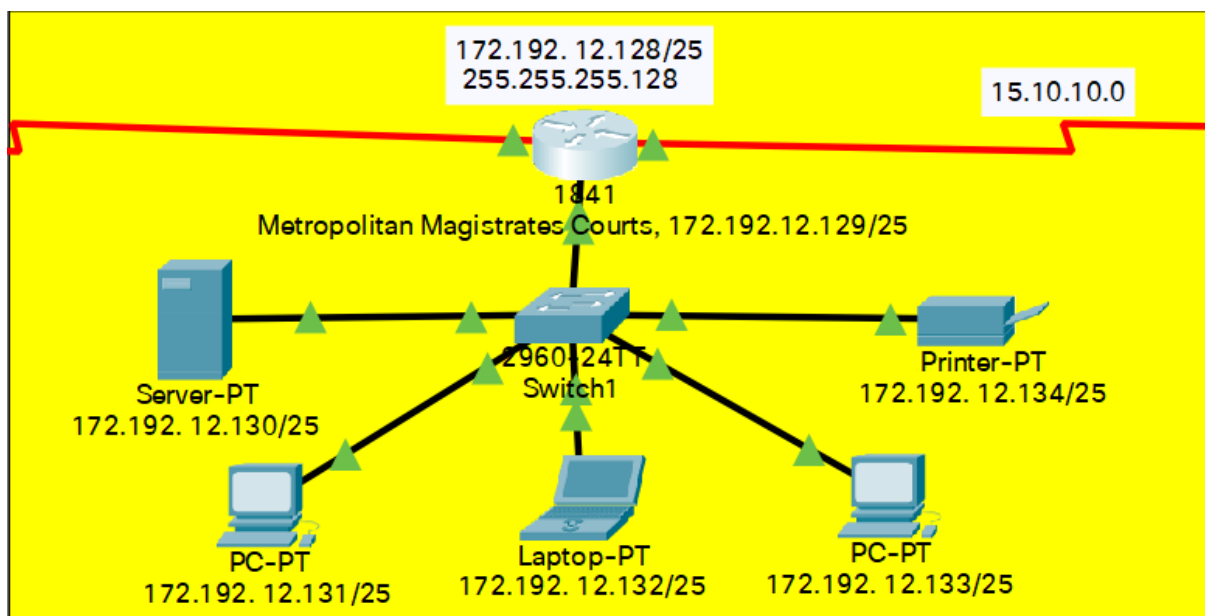 172.192. 12.128/25
255.255.255.128
15.10.10.0
1841
Metropolitan Magistrates Courts, 172.192.12.129/25
2960-24TT
Switch1
Server-PT
172.192. 12.130/25
Printer-PT
172.192. 12.134/25
PC-PT
172.192. 12.131/25
Laptop-PT
172.192. 12.132/25
PC-PT
172.192. 12.133/25